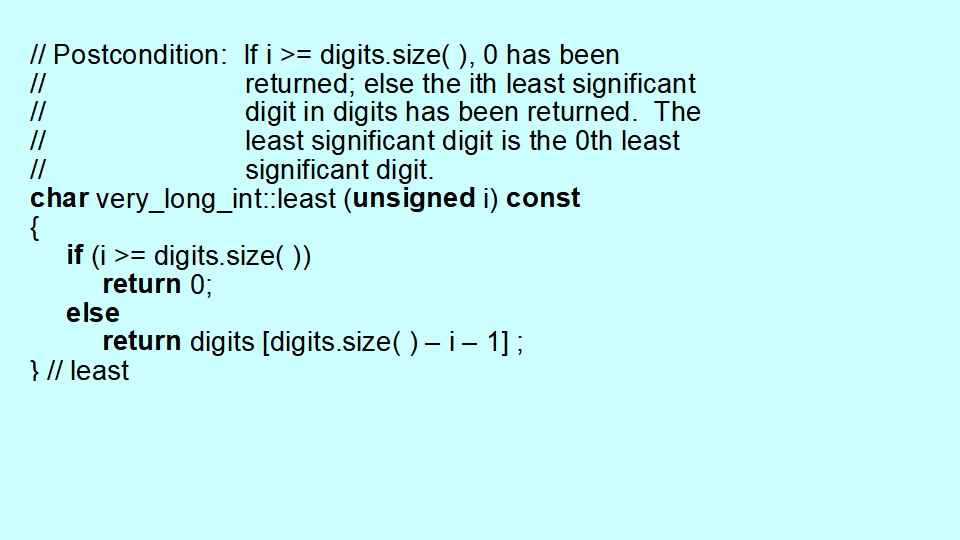 // Postcondition:  If i >= digits.size( ), 0 has been
//                 returned; else the ith least significant
//                 digit in digits has been returned.  The
//                 least significant digit is the 0th least
//                 significant digit.
char very_long_int::least (unsigned i) const
{
    if (i >= digits.size( ))
        return 0;
    else
        return digits [digits.size( ) – i – 1] ;
} // least